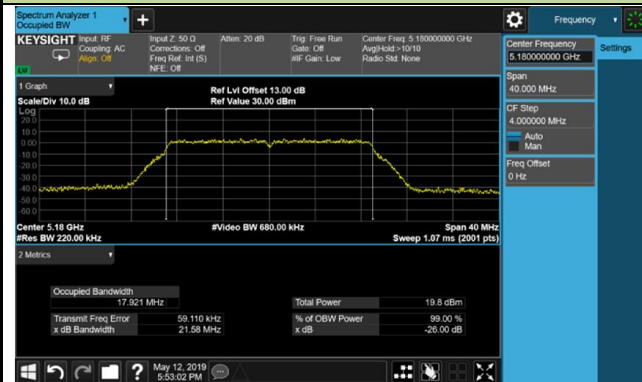 Spectrum Analyzer 1
Occupied BW
Frequency
KEYSIGHT
Input: RF
Coupling: AC
Align: Off
Input Z: 50 Ω
Corrections: Off
Freq Ref: Int (S)
NFE: Off
Atten: 20 dB
Trig: Free Run
Gate: Off
#IF Gain: Low
Center Freq: 5.180000000 GHz
Avg|Hold:>10/10
Radio Std: None
Center Frequency
5.180000000 GHz
Settings
Span
40.000 MHz
CF Step
4.000000 MHz
Auto
Man
Freq Offset
0 Hz
1 Graph
Scale/Div 10.0 dB
Ref Lvl Offset 13.00 dB
Ref Value 30.00 dBm
Log
20.0
10.0
0.00
-10.0
-20.0
-30.0
-40.0
-50.0
-60.0
Center 5.18 GHz
#Res BW 220.00 kHz
#Video BW 680.00 kHz
Span 40 MHz
Sweep 1.07 ms (2001 pts)
2 Metrics
Occupied Bandwidth
17.921 MHz
Transmit Freq Error 59.110 kHz
x dB Bandwidth 21.58 MHz
Total Power 19.8 dBm
% of OBW Power 99.00 %
x dB -26.00 dB
May 12, 2019
5:53:02 PM